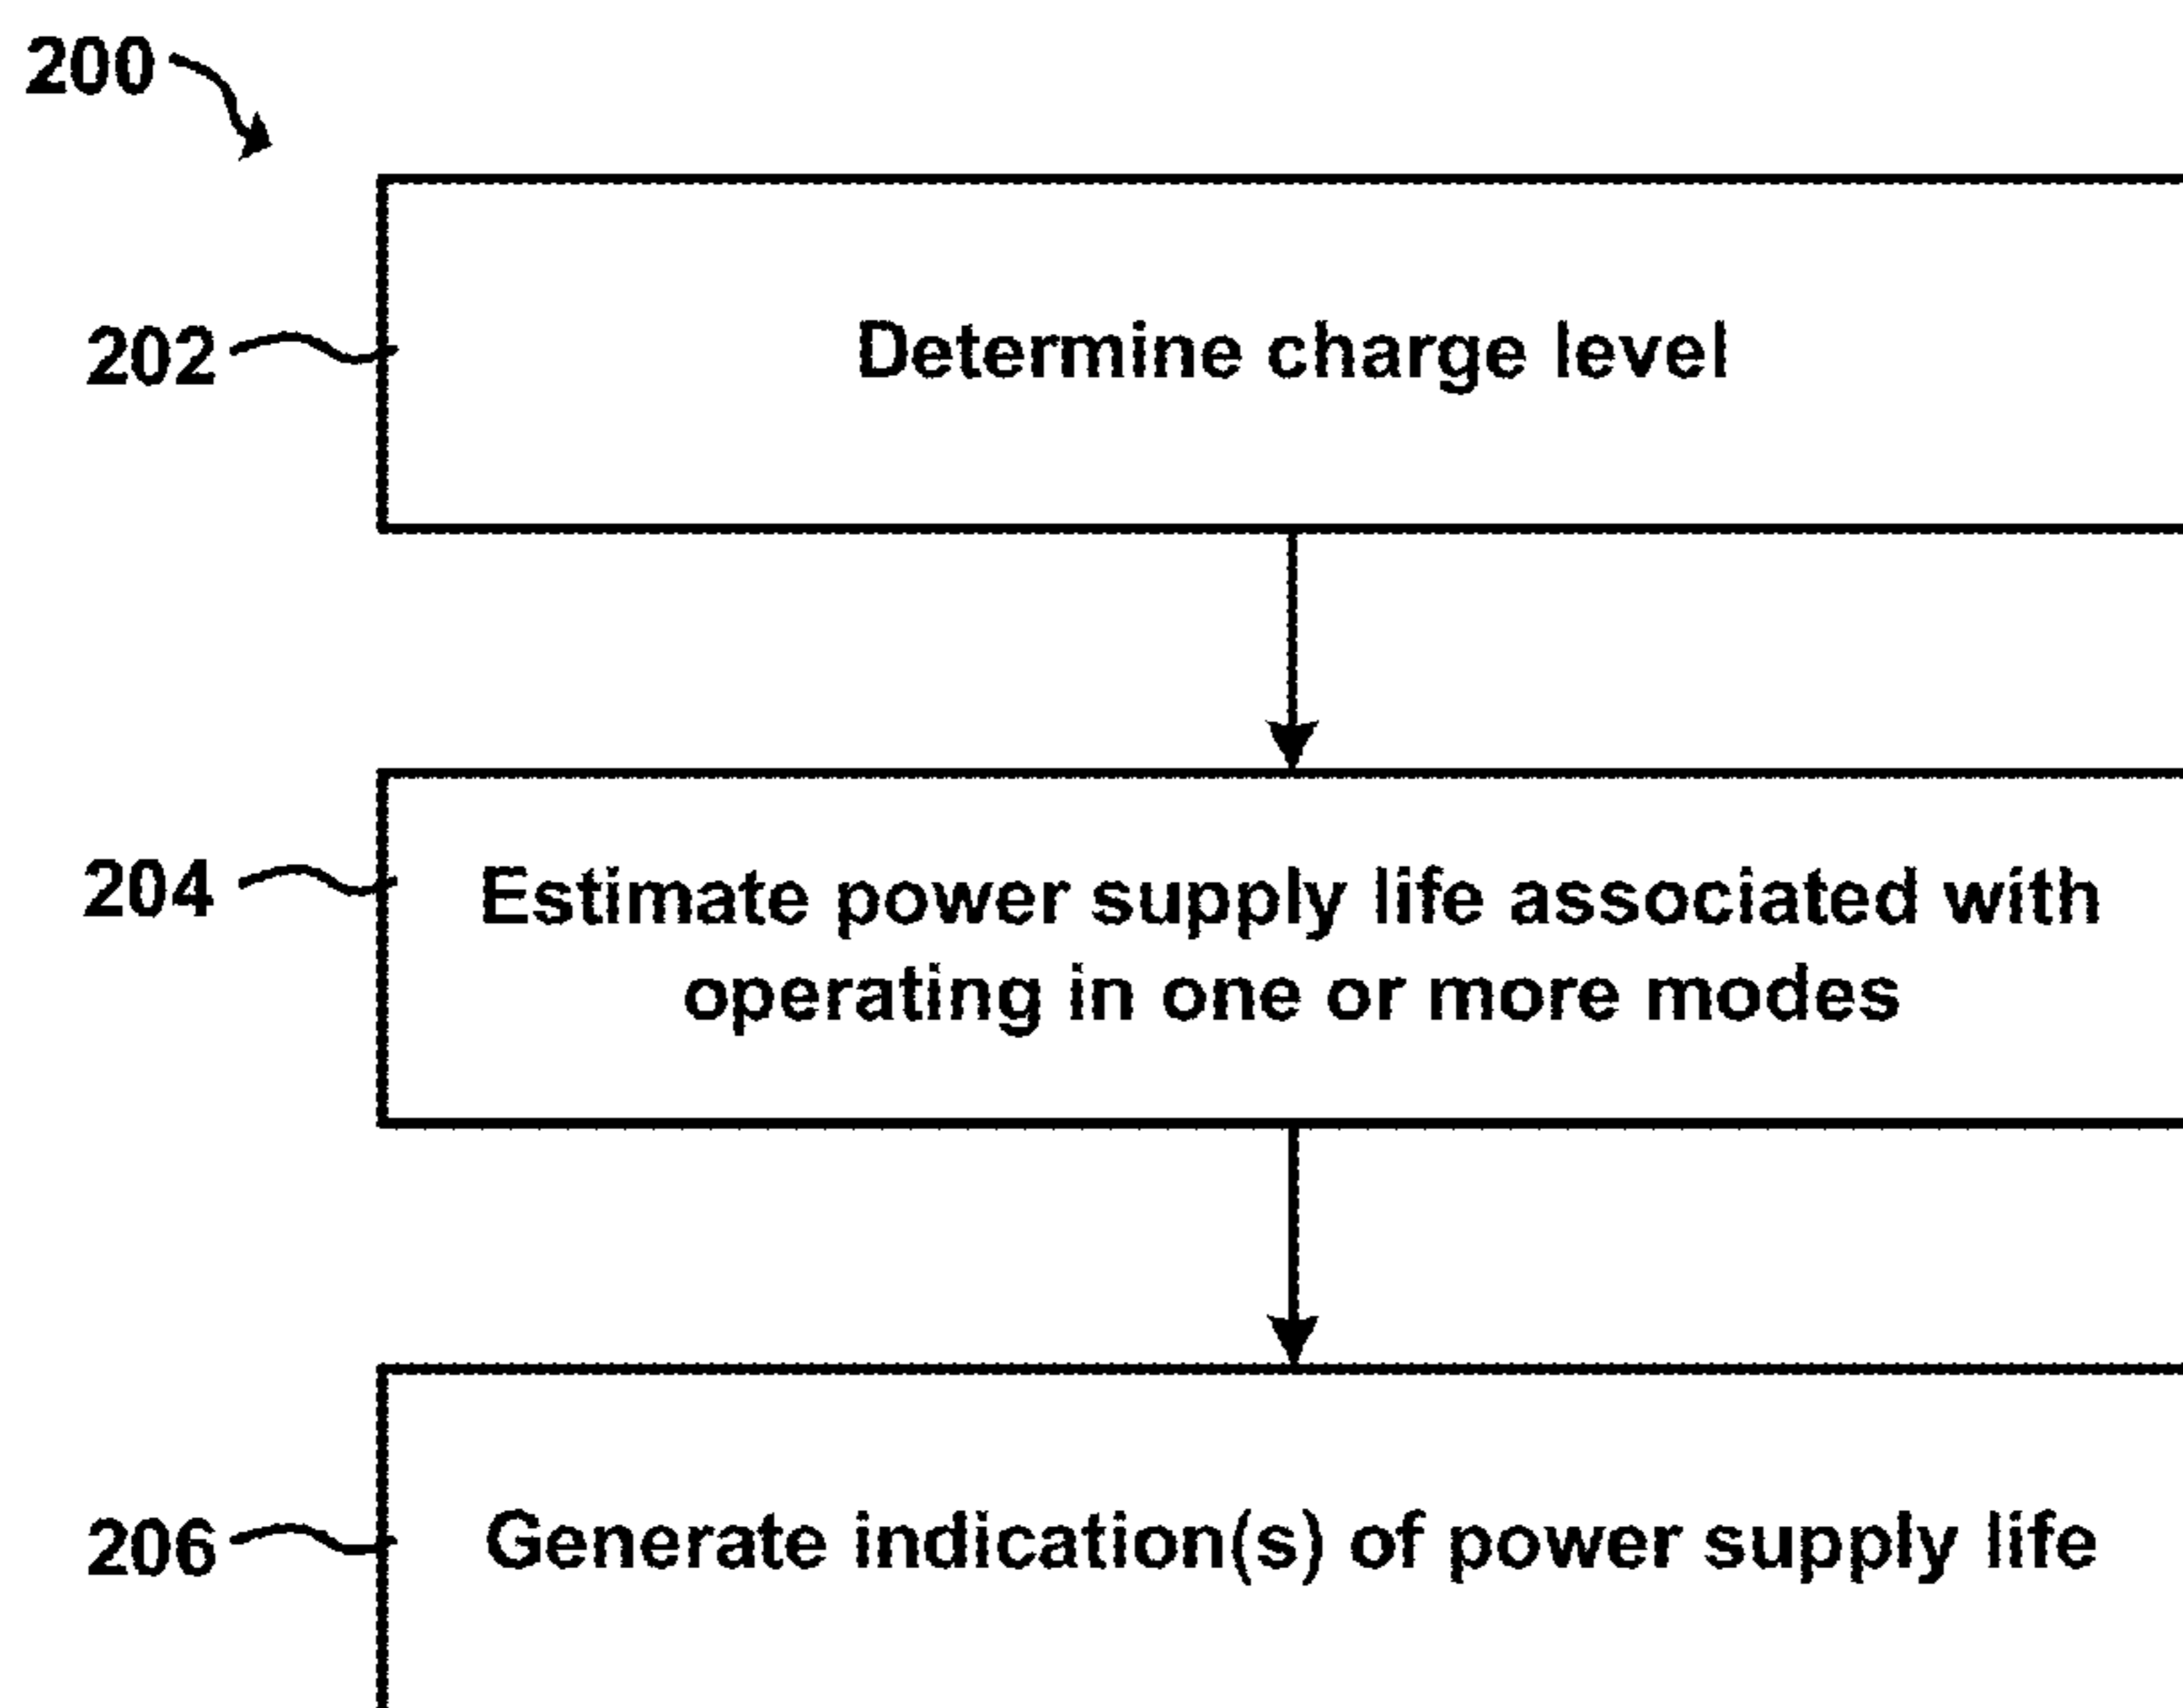 200
202
Determine charge level
204
Estimate power supply life associated with
operating in one or more modes
206
Generate indication(s) of power supply life